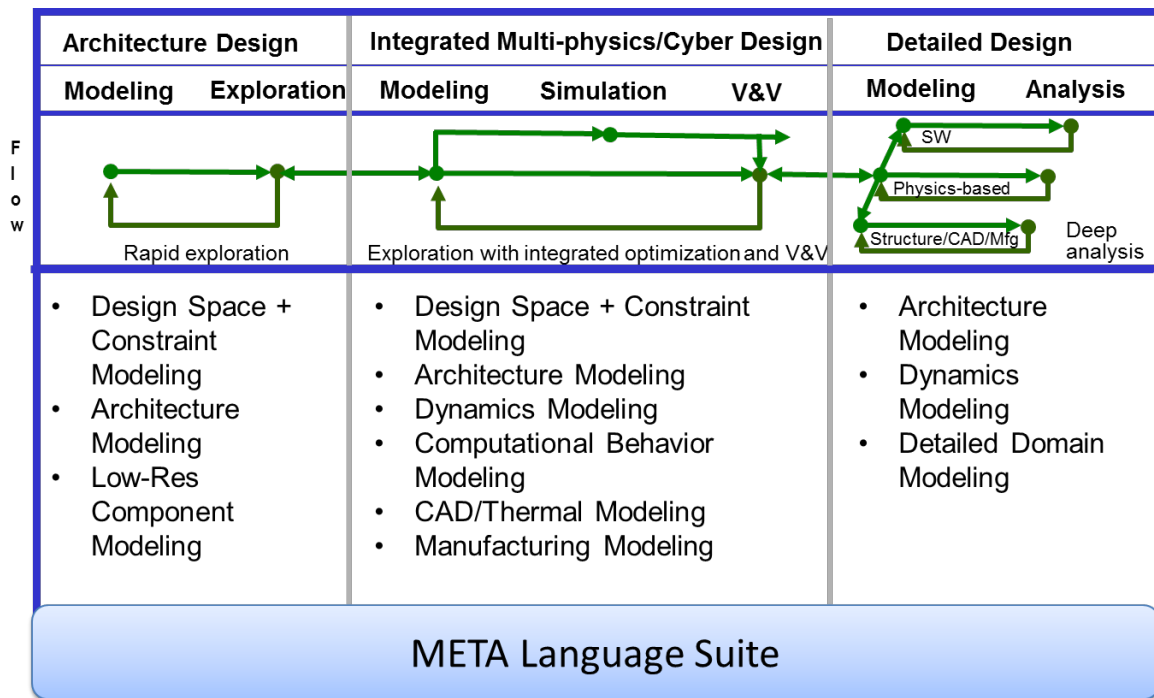 Architecture Design
Integrated Multi-physics/Cyber Design
Detailed Design
Modeling Exploration
Modeling Simulation V&V
Modeling Analysis
Flow
Rapid exploration
Exploration with integrated optimization and V&V
SW
Physics-based
Structure/CAD/Mfg
Deep
analysis
• Design Space +
Constraint
Modeling
• Architecture
Modeling
• Low-Res
Component
Modeling
• Design Space + Constraint
Modeling
• Architecture Modeling
• Dynamics Modeling
• Computational Behavior
Modeling
• CAD/Thermal Modeling
• Manufacturing Modeling
• Architecture
Modeling
• Dynamics
Modeling
• Detailed Domain
Modeling
META Language Suite